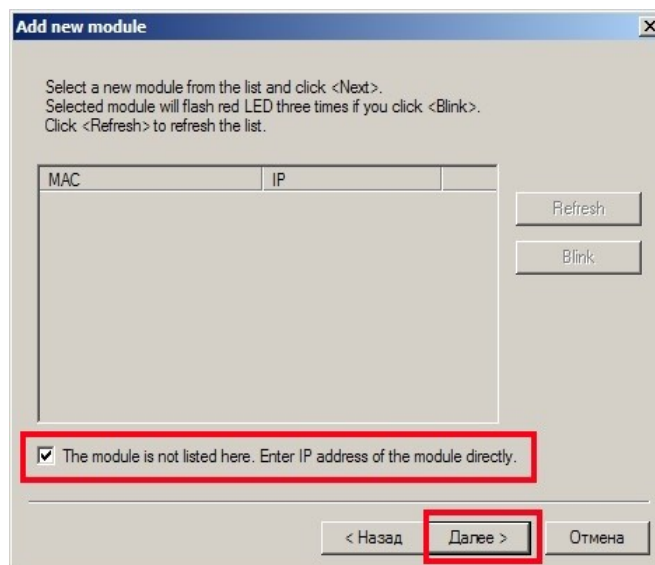 Add new module
Select a new module from the list and click <Next>.
Selected module will flash red LED three times if you click <Blink>.
Click <Refresh> to refresh the list.
MAC IP
Refresh
Blink
The module is not listed here. Enter IP address of the module directly.
< Назад Далее > Отмена